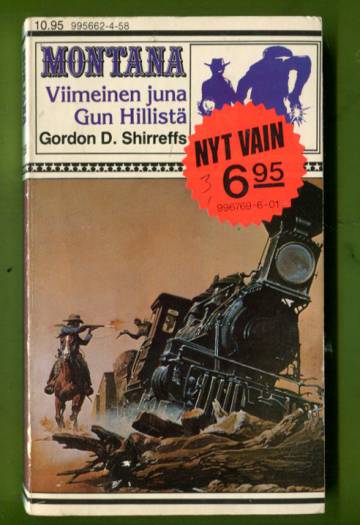 10.95 995662-4-58
MONTANA
Viimeinen juna
Gun Hillistä
Gordon D. Shirreffs
NYT VAIN
6 95
996769-6-01